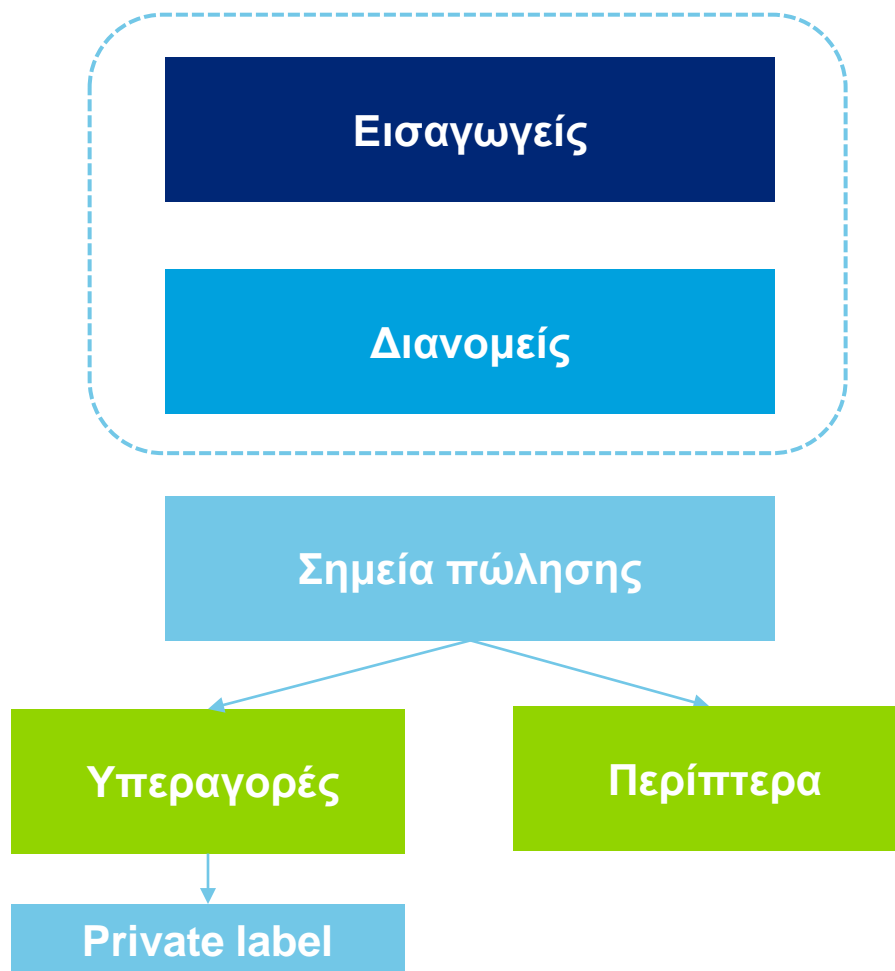 Εισαγωγείς
Διανομείς
Σημεία πώλησης
Υπεραγορές
Περίπτερα
Private label